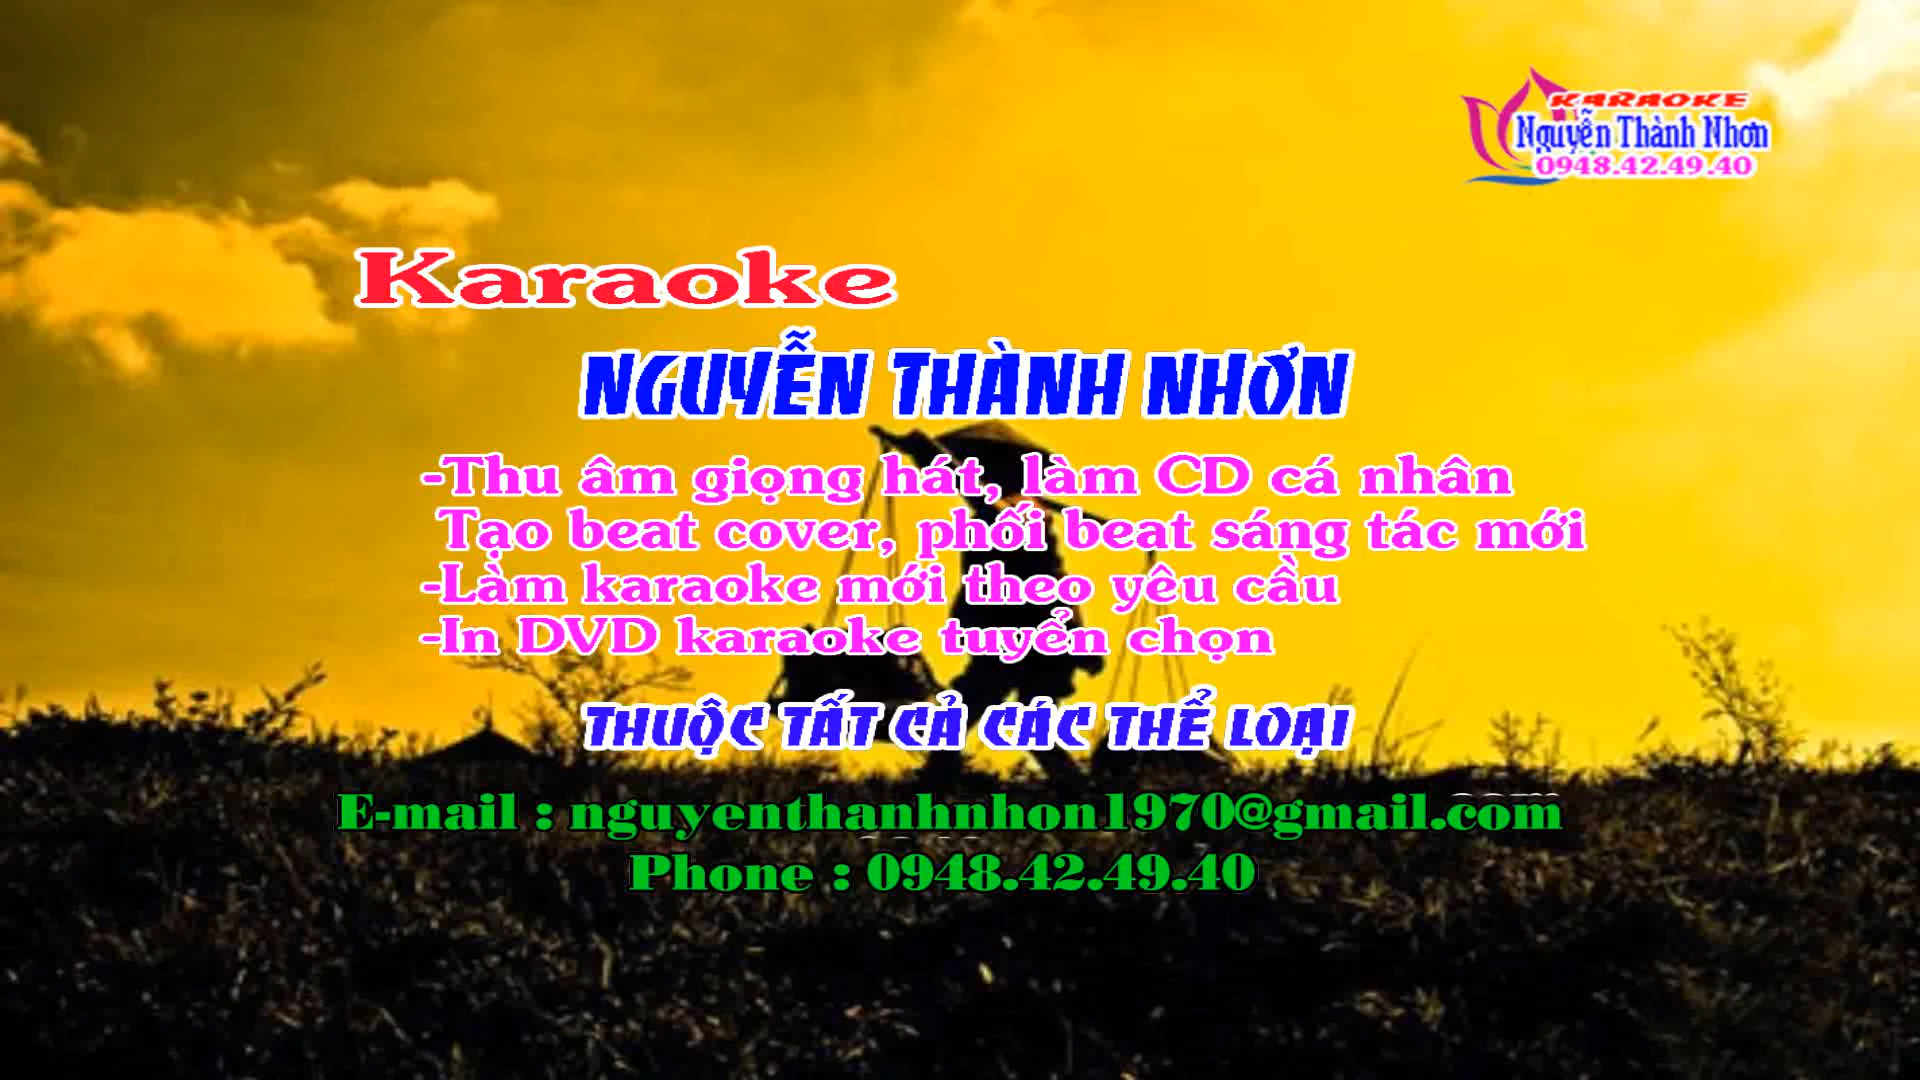 KARAOKE
Nguyễn Thành Nhơn
0948.42.49.40
Karaoke
NGUYỄN THÀNH NHƠN
-Thu âm giọng hát, làm CD cá nhân
Tạo beat cover, phối beat sáng tác mới
-Làm karaoke mới theo yêu cầu
-In DVD karaoke tuyển chọn
THUỘC TẤT CẢ CÁC THỂ LOẠI
E-mail : nguyenthanhnhon1970@gmail.com
Phone : 0948.42.49.40